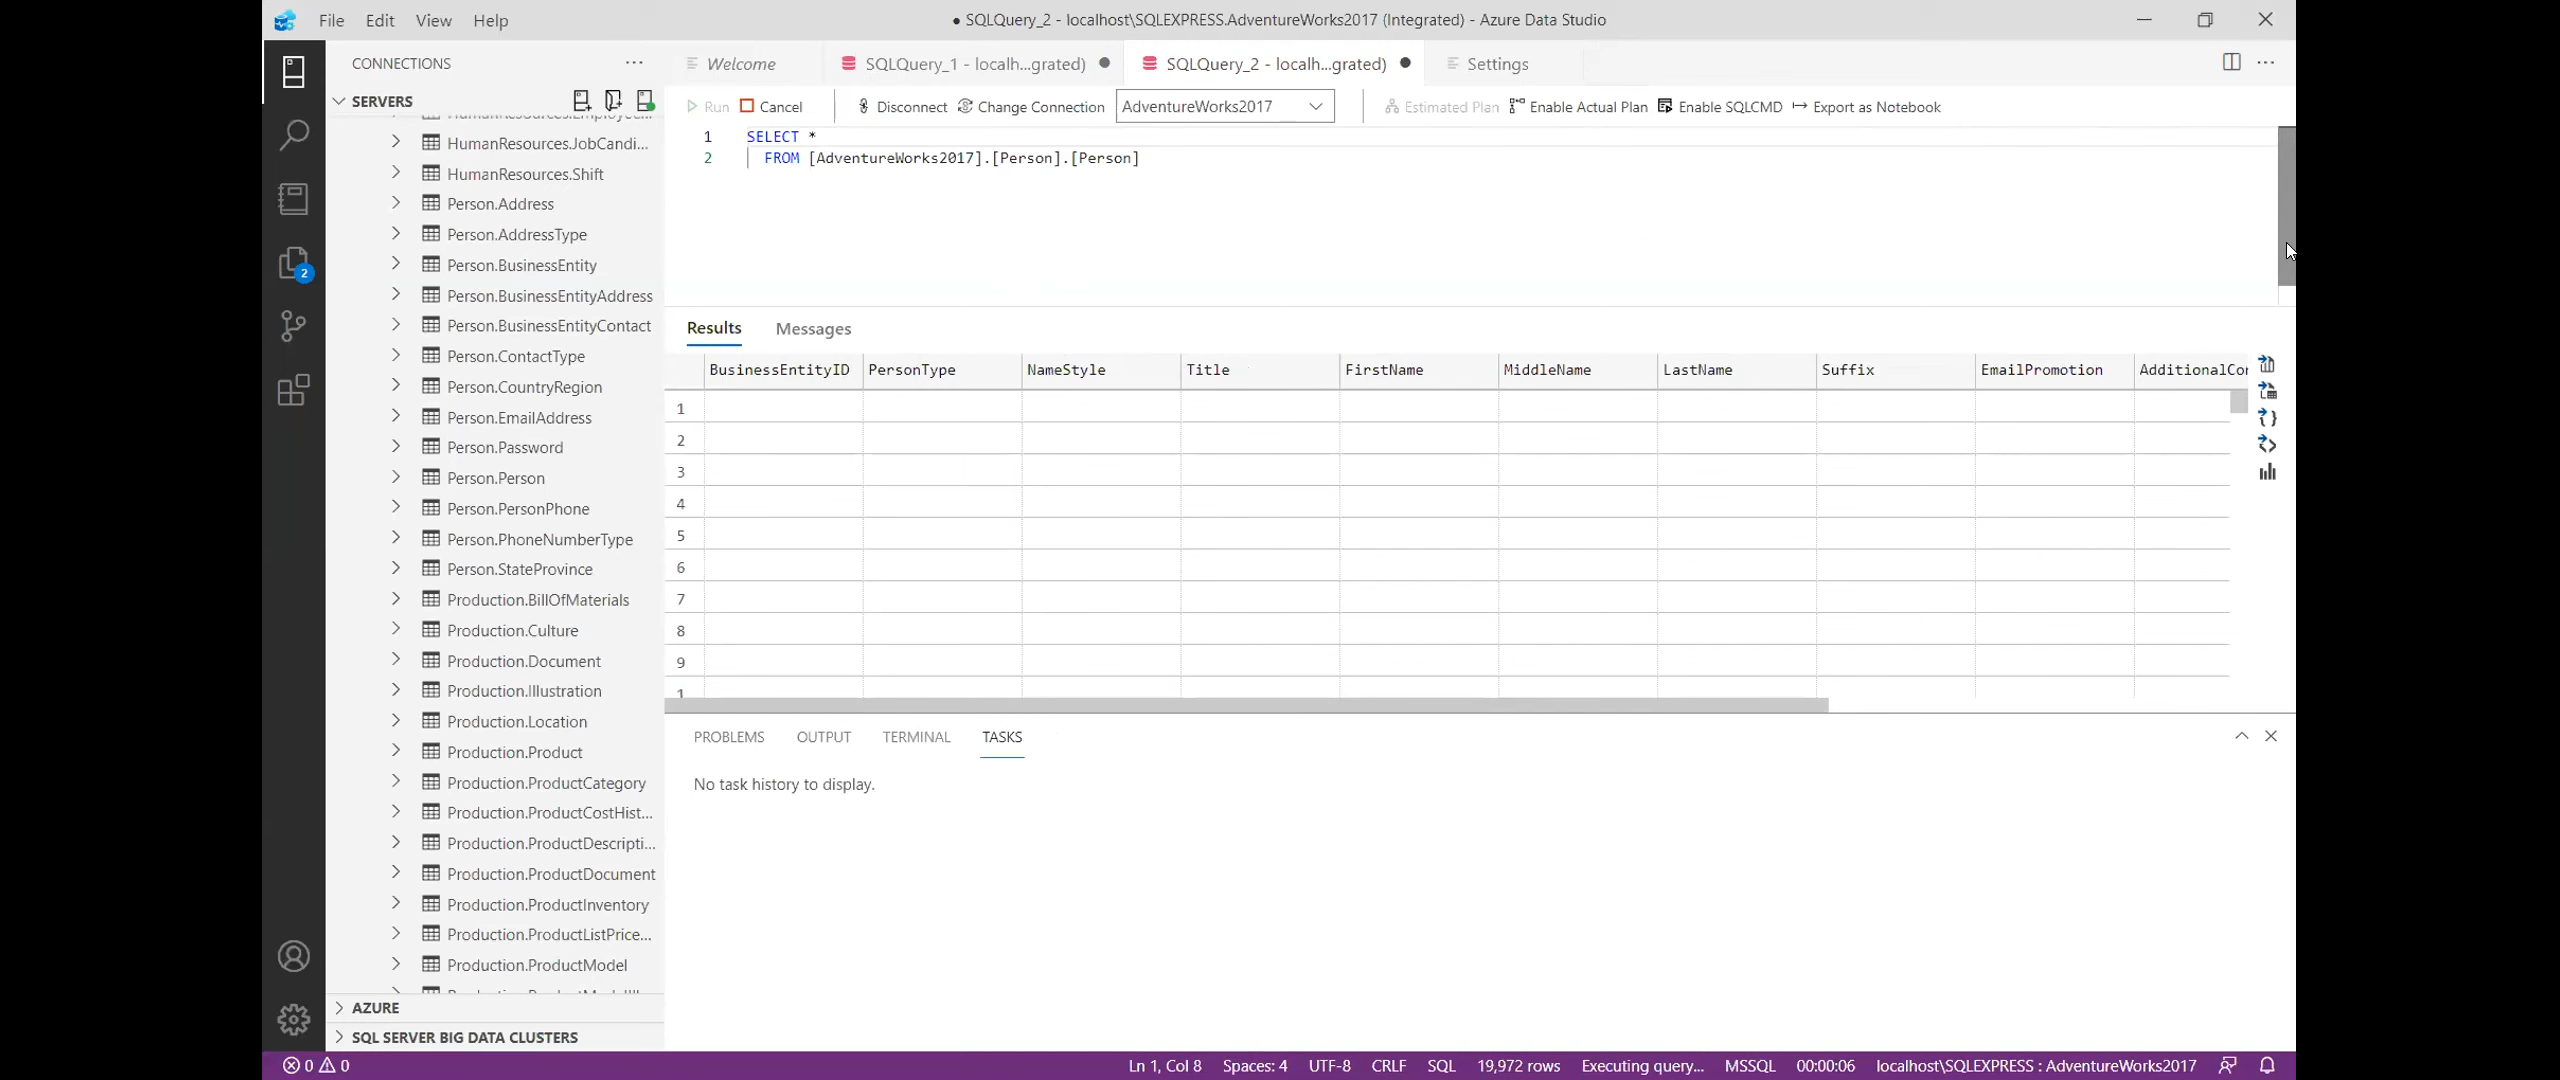 File Edit View Help
● SQLQuery_2 - localhost\SQLEXPRESS.AdventureWorks2017 (Integrated) - Azure Data Studio
CONNECTIONS
Welcome
SQLQuery_1 - localh...grated)
SQLQuery_2 - localh...grated)
Settings
SERVERS
Run Cancel Disconnect Change Connection AdventureWorks2017 Estimated Plan Enable Actual Plan Enable SQLCMD Export as Notebook
HumanResources.Employee...
HumanResources.JobCandi...
HumanResources.Shift
Person.Address
Person.AddressType
Person.BusinessEntity
Person.BusinessEntityAddress
Person.BusinessEntityContact
Person.ContactType
Person.CountryRegion
Person.EmailAddress
Person.Password
Person.Person
Person.PersonPhone
Person.PhoneNumberType
Person.StateProvince
Production.BillOfMaterials
Production.Culture
Production.Document
Production.Illustration
Production.Location
Production.Product
Production.ProductCategory
Production.ProductCostHist...
Production.ProductDescripti...
Production.ProductDocument
Production.ProductInventory
Production.ProductListPrice...
Production.ProductModel
AZURE
SQL SERVER BIG DATA CLUSTERS
2
1 SELECT *
2 FROM [AdventureWorks2017].[Person].[Person]
Results Messages
BusinessEntityID PersonType NameStyle Title FirstName MiddleName LastName Suffix EmailPromotion AdditionalCor
1
2
3
4
5
6
7
8
9
1
PROBLEMS OUTPUT TERMINAL TASKS
No task history to display.
0 0 Ln 1, Col 8 Spaces: 4 UTF-8 CRLF SQL 19,972 rows Executing query... MSSQL 00:00:06 localhost\SQLEXPRESS : AdventureWorks2017